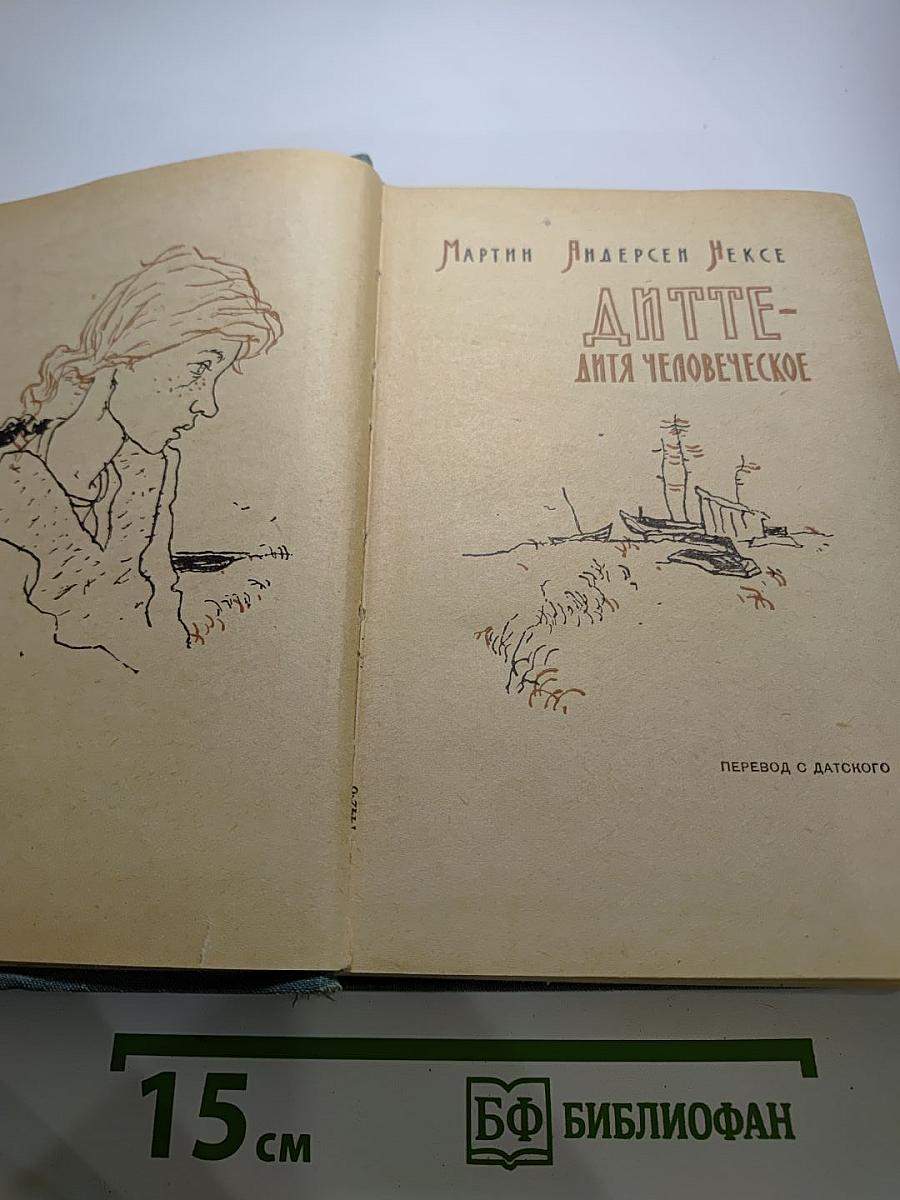 Мартин Андерсен Нексе
ДИТТЕ-
ДИТЯ ЧЕЛОВЕЧЕСКОЕ
ПЕРЕВОД С ДАТСКОГО
15 см
БФ БИБЛИОФАН